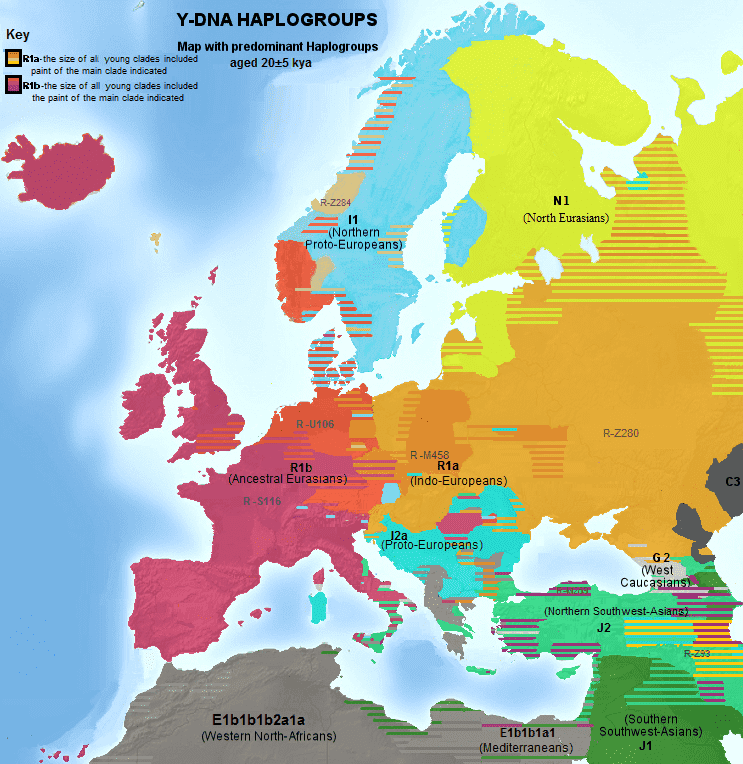 Y-DNA HAPLOGROUPS
Map with predominant Haplogroups
aged 20±5 kya
Key
R1a-the size of all young clades included
paint of the main clade indicated
R1b-the size of all young clades included
the paint of the main clade indicated
R-Z284
I1
(Northern
Proto-Europeans)
N1
(North Eurasians)
R-U106
R-Z280
R-M458
R1b
(Ancestral Eurasians)
R1a
(Indo-Europeans)
C3
R-S116
I2a
(Proto-Europeans)
G2
(West
Caucasians)
(Northern Southwest-Asians)
J2
R-Z93
E1b1b1b2a1a
(Western North-Africans)
E1b1b1a1
(Mediterraneans)
(Southern
Southwest-Asians)
J1